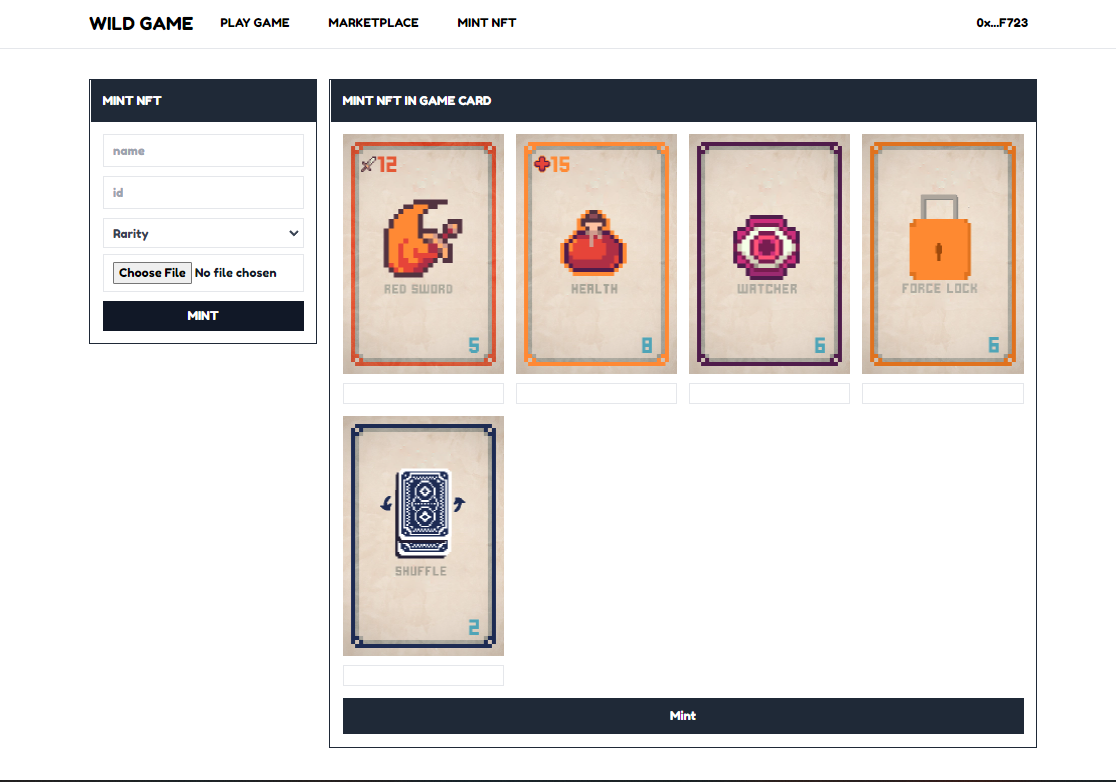 WILD GAME PLAY GAME MARKETPLACE MINT NFT 0x...F723
MINT NFT
name
id
Rarity
Choose File No file chosen
MINT
MINT NFT IN GAME CARD
12
RED SWORD
5
15
HEALTH
8
WATCHER
6
FORCE LOCK
6
SHUFFLE
2
Mint